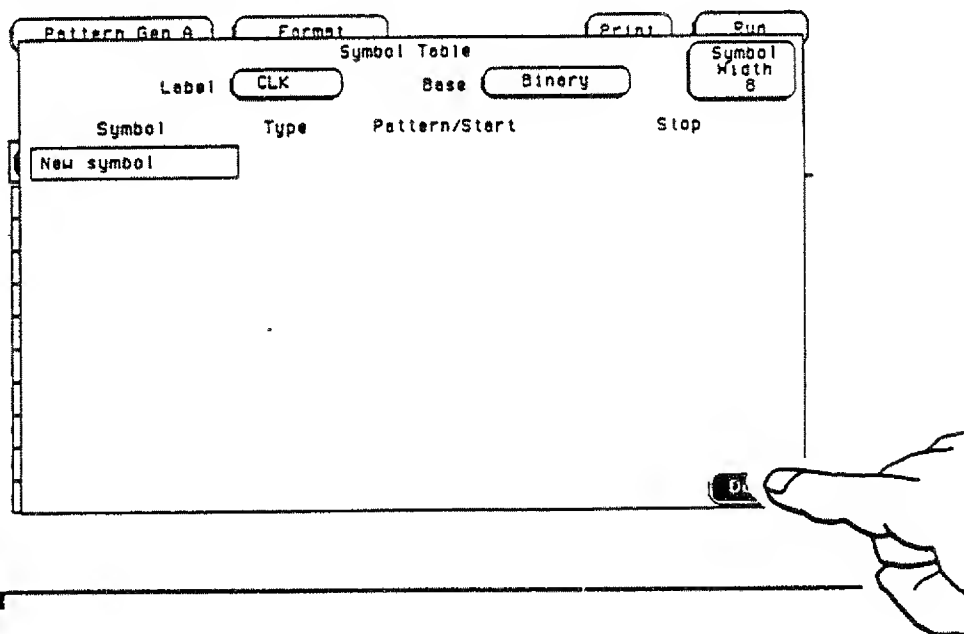 Pattern Gen A Format Print Run
Symbol Table
Label CLK Base Binary
Symbol
Width
8
Symbol Type Pattern/Start Stop
New symbol